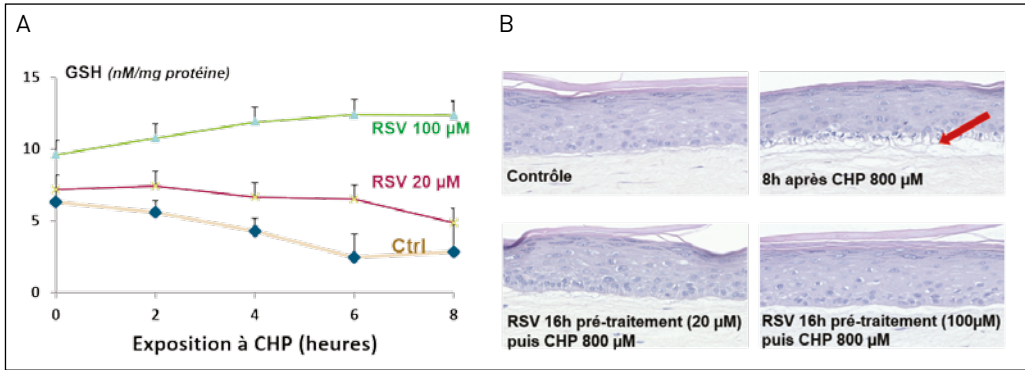 A
GSH (nM/mg protéine)
15
10
5
0
RSV 100 µM
RSV 20 µM
Ctrl
0 2 4 6 8
Exposition à CHP (heures)
B
Contrôle
8h après CHP 800 µM
RSV 16h pré-traitement (20 µM)
puis CHP 800 µM
RSV 16h pré-traitement (100µM)
puis CHP 800 µM